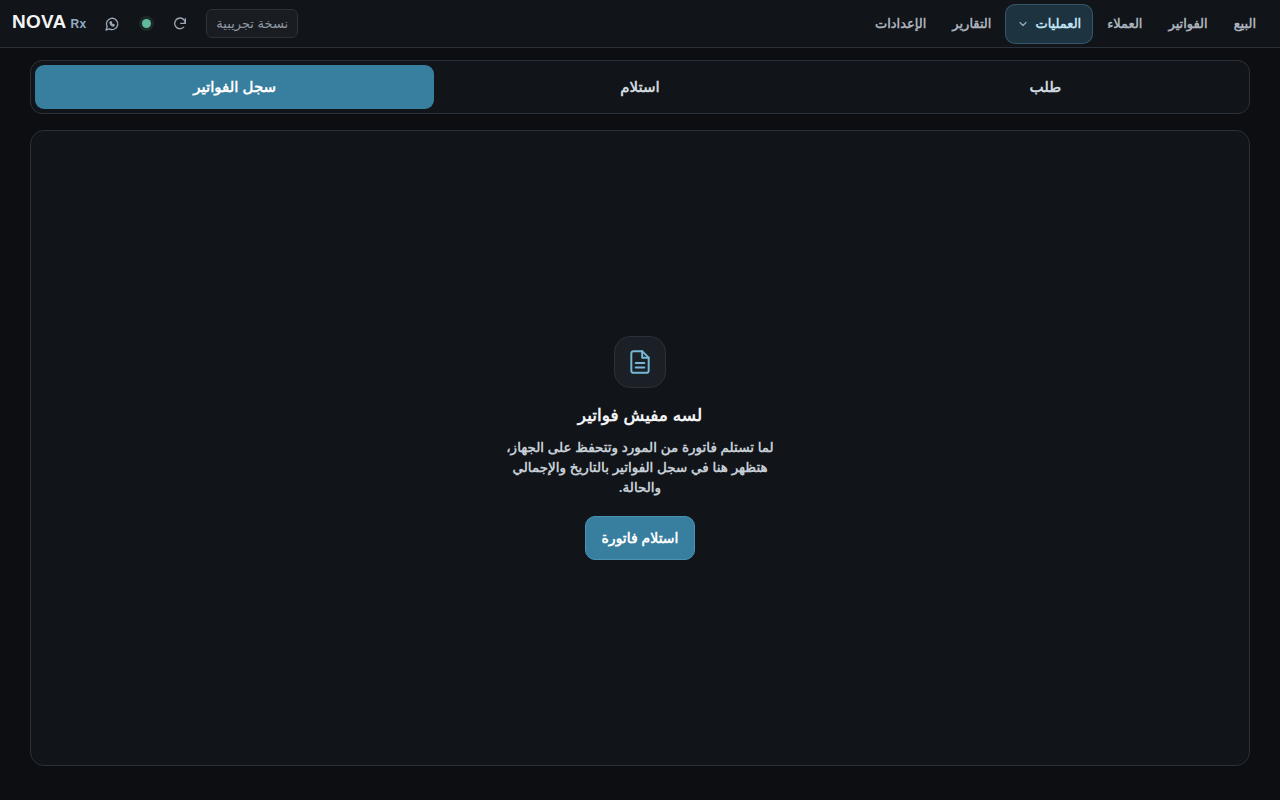 البيع
الفواتير
العملاء
العمليات
التقارير
الإعدادات
نسخة تجريبية
NOVA Rx
طلب
استلام
سجل الفواتير
لسه مفيش فواتير
لما تستلم فاتورة من المورد وتتحفظ على الجهاز،
هتظهر هنا في سجل الفواتير بالتاريخ والإجمالي
والحالة.
استلام فاتورة